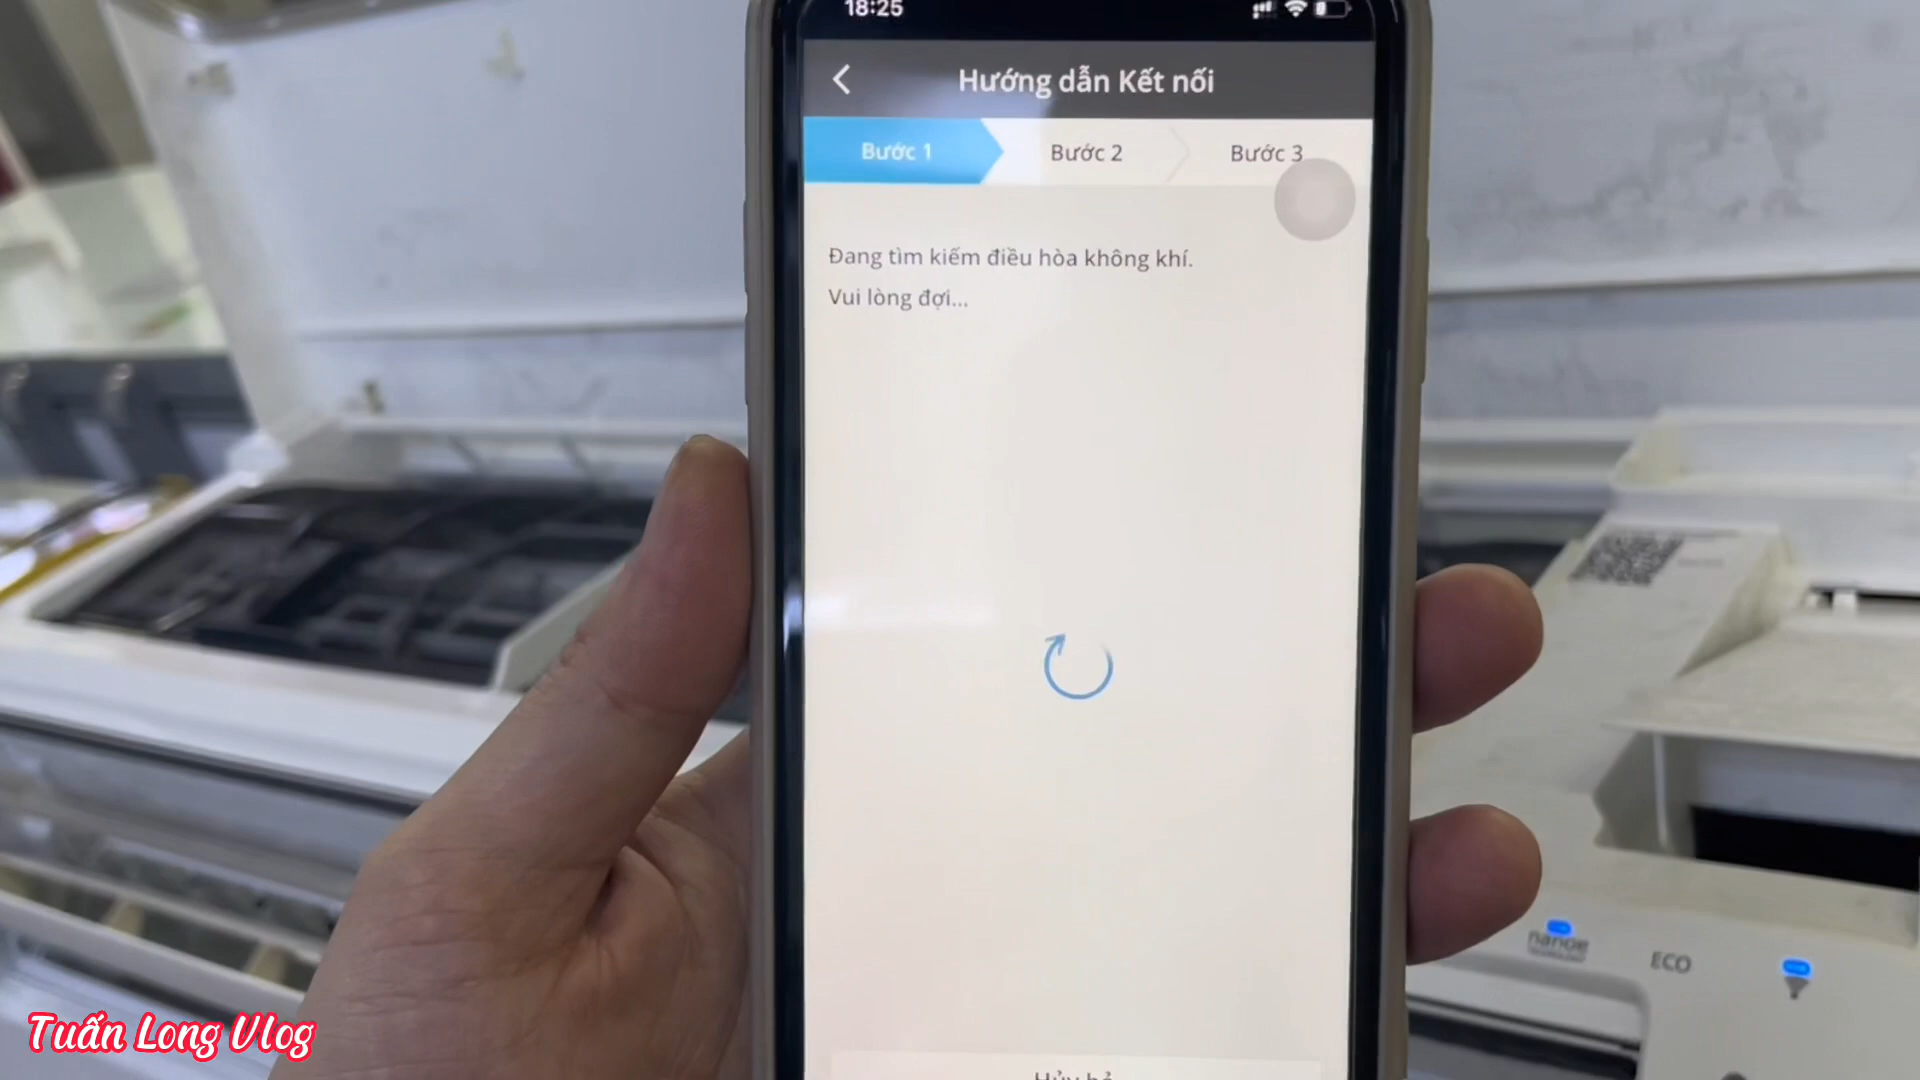 18:25
Hướng dẫn Kết nối
Bước 1
Bước 2
Bước 3
Đang tìm kiếm điều hòa không khí.
Vui lòng đợi...
nanoe
ECO
Tuấn Long Vlog